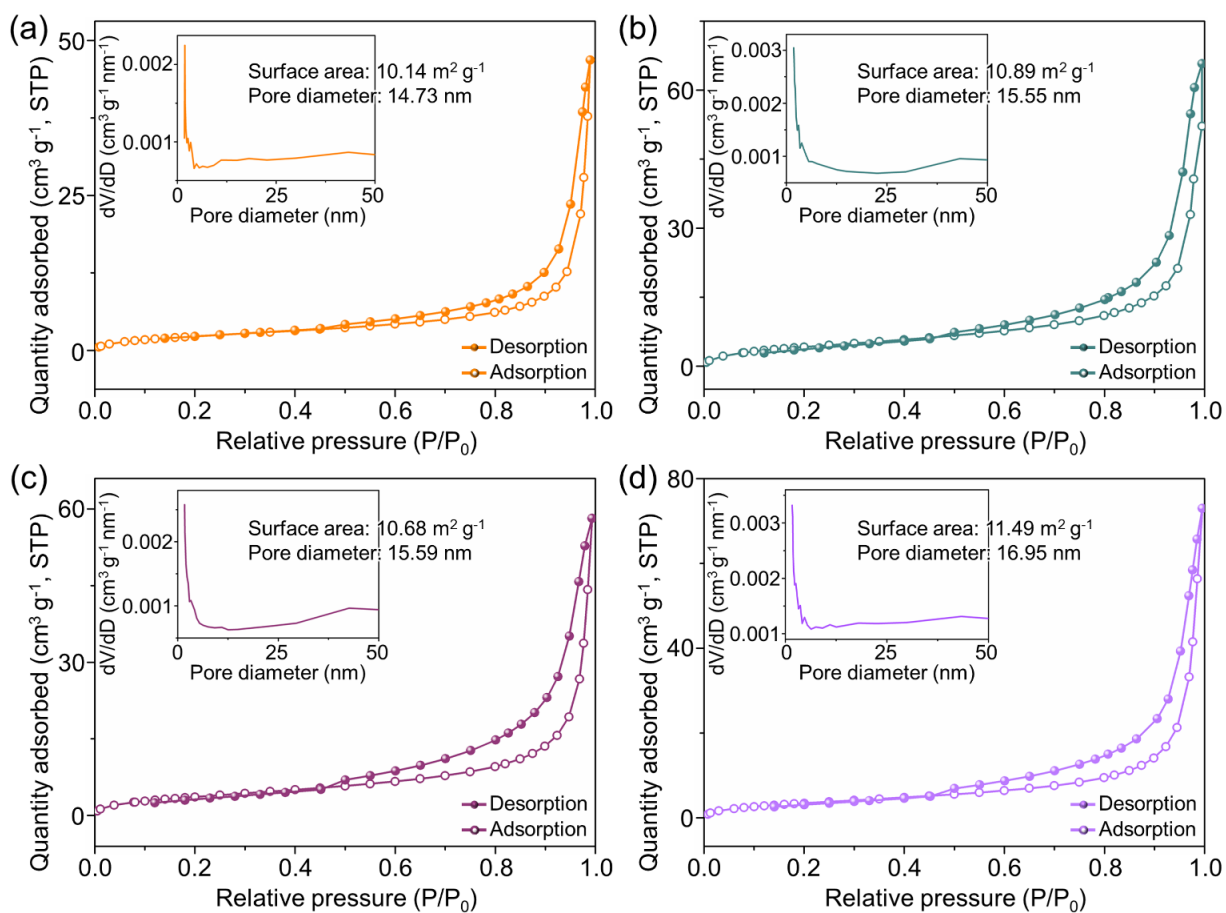 (a)
Quantity adsorbed (cm³ g⁻¹, STP)
50
25
0
0.0 0.2 0.4 0.6 0.8 1.0
Relative pressure (P/P₀)
dV/dD (cm³ g⁻¹ nm⁻¹)
0.002
0.001
0 25 50
Pore diameter (nm)
Surface area: 10.14 m² g⁻¹
Pore diameter: 14.73 nm
Desorption
Adsorption
(b)
Quantity adsorbed (cm³ g⁻¹, STP)
60
30
0
0.0 0.2 0.4 0.6 0.8 1.0
Relative pressure (P/P₀)
dV/dD (cm³ g⁻¹ nm⁻¹)
0.003
0.002
0.001
0 25 50
Pore diameter (nm)
Surface area: 10.89 m² g⁻¹
Pore diameter: 15.55 nm
Desorption
Adsorption
(c)
Quantity adsorbed (cm³ g⁻¹, STP)
60
30
0
0.0 0.2 0.4 0.6 0.8 1.0
Relative pressure (P/P₀)
dV/dD (cm³ g⁻¹ nm⁻¹)
0.002
0.001
0 25 50
Pore diameter (nm)
Surface area: 10.68 m² g⁻¹
Pore diameter: 15.59 nm
Desorption
Adsorption
(d)
Quantity adsorbed (cm³ g⁻¹, STP)
80
40
0
0.0 0.2 0.4 0.6 0.8 1.0
Relative pressure (P/P₀)
dV/dD (cm³ g⁻¹ nm⁻¹)
0.003
0.002
0.001
0 25 50
Pore diameter (nm)
Surface area: 11.49 m² g⁻¹
Pore diameter: 16.95 nm
Desorption
Adsorption